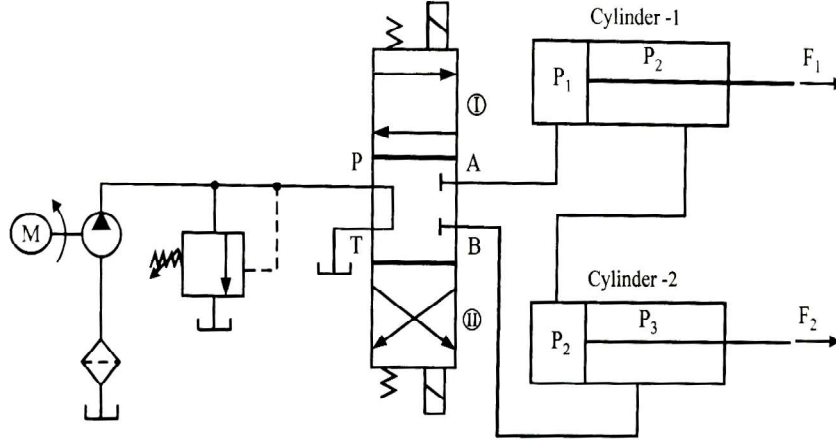 Cylinder -1
P₁
P₂
F₁
Ⓘ
P
A
M
T
B
Cylinder -2
Ⓘⓘ
P₂
P₃
F₂